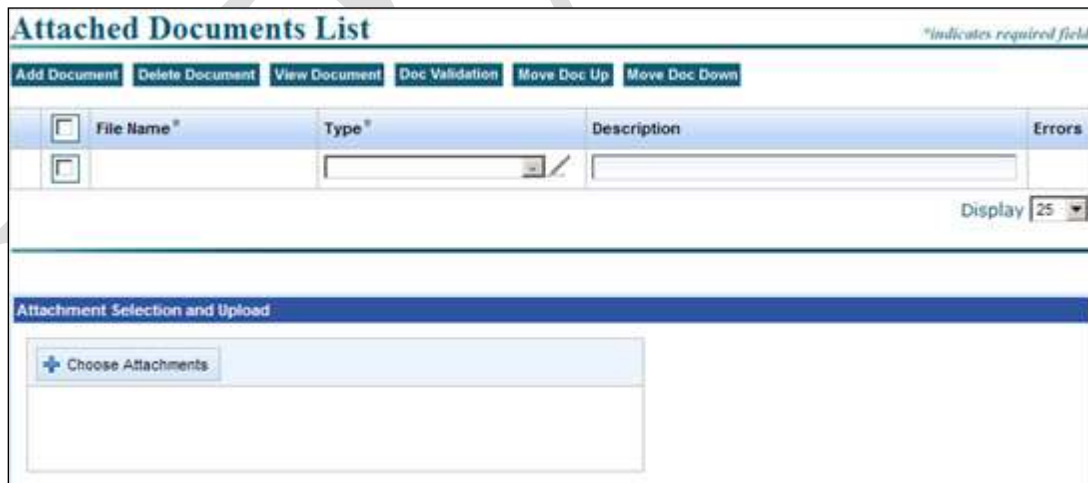 Attached Documents List
*indicates required field
Add Document Delete Document View Document Doc Validation Move Doc Up Move Doc Down
File Name* Type* Description Errors
Display 25
Attachment Selection and Upload
Choose Attachments